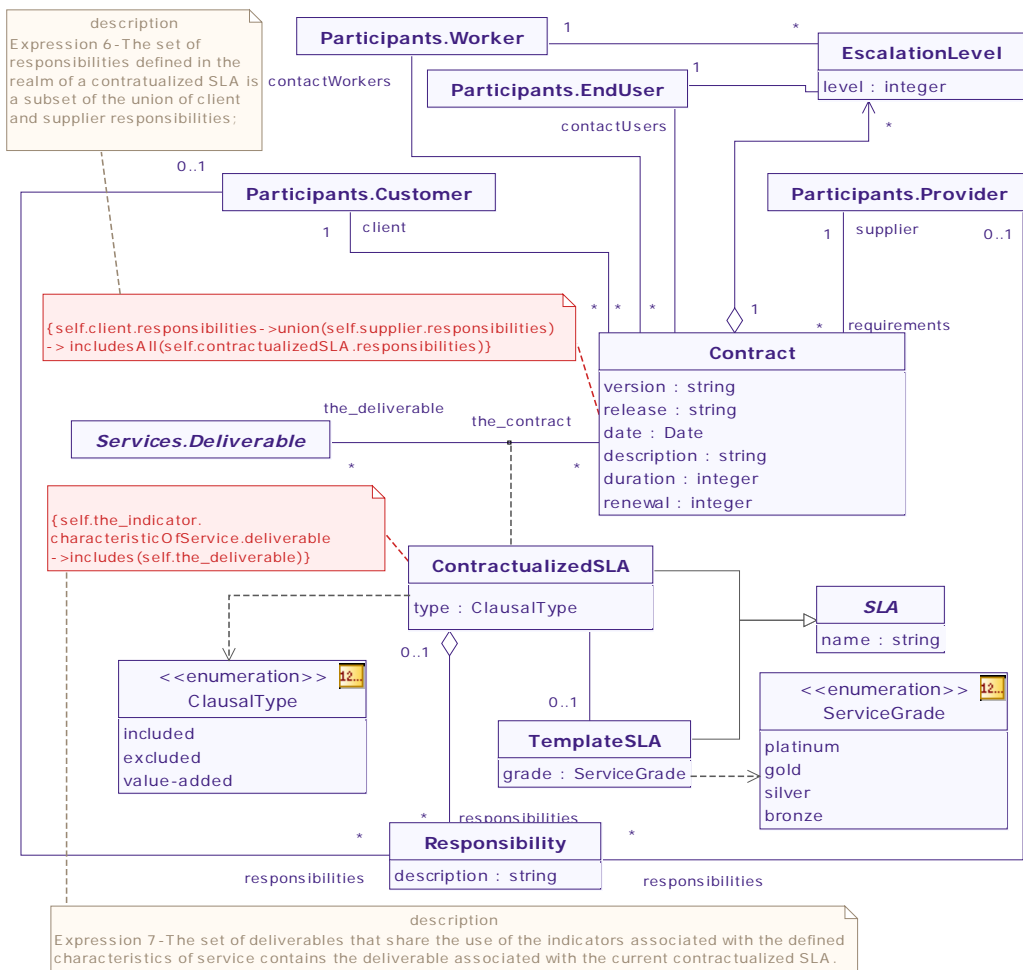 description
Expression 6-The set of
responsibilities defined in the
realm of a contratualized SLA is
a subset of the union of client
and supplier responsibilities;
Participants.Worker
1
*
EscalationLevel
level : integer
contactWorkers
Participants.EndUser
1
contactUsers
*
0..1
Participants.Customer
1
client
Participants.Provider
1
supplier
0..1
{self.client.responsibilities->union(self.supplier.responsibilities)
-> includesAll(self.contractualizedSLA.responsibilities)}
*
*
*
1
*
requirements
Contract
version : string
release : string
date : Date
description : string
duration : integer
renewal : integer
the_deliverable
the_contract
Services.Deliverable
*
*
{self.the_indicator.
characteristicOfService.deliverable
->includes(self.the_deliverable)}
ContractualizedSLA
type : ClausalType
SLA
name : string
0..1
<<enumeration>>
12...
ClausalType
included
excluded
value-added
0..1
TemplateSLA
grade : ServiceGrade
<<enumeration>>
12...
ServiceGrade
platinum
gold
silver
bronze
*
responsibilities
*
*
Responsibility
description : string
responsibilities
responsibilities
description
Expression 7-The set of deliverables that share the use of the indicators associated with the defined
characteristics of service contains the deliverable associated with the current contractualized SLA.